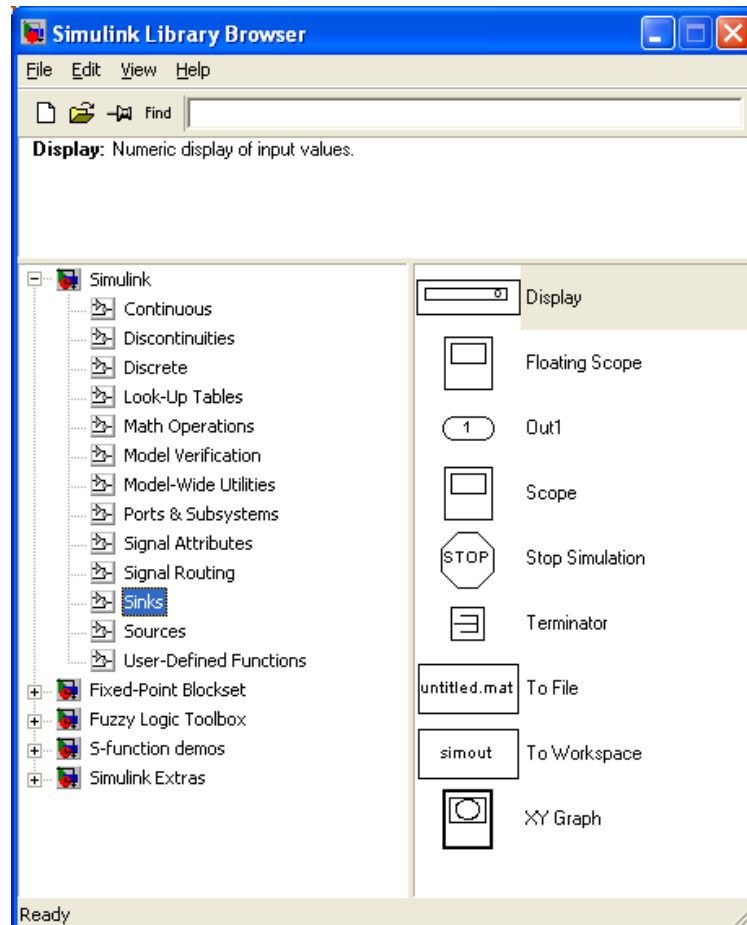 Simulink Library Browser
File Edit View Help
Find
Display: Numeric display of input values.
Simulink
Continuous
Discontinuities
Discrete
Look-Up Tables
Math Operations
Model Verification
Model-Wide Utilities
Ports & Subsystems
Signal Attributes
Signal Routing
Sinks
Sources
User-Defined Functions
Fixed-Point Blockset
Fuzzy Logic Toolbox
S-function demos
Simulink Extras
0 Display
Floating Scope
1 Out1
Scope
STOP Stop Simulation
Terminator
untitled.mat To File
simout To Workspace
XY Graph
Ready